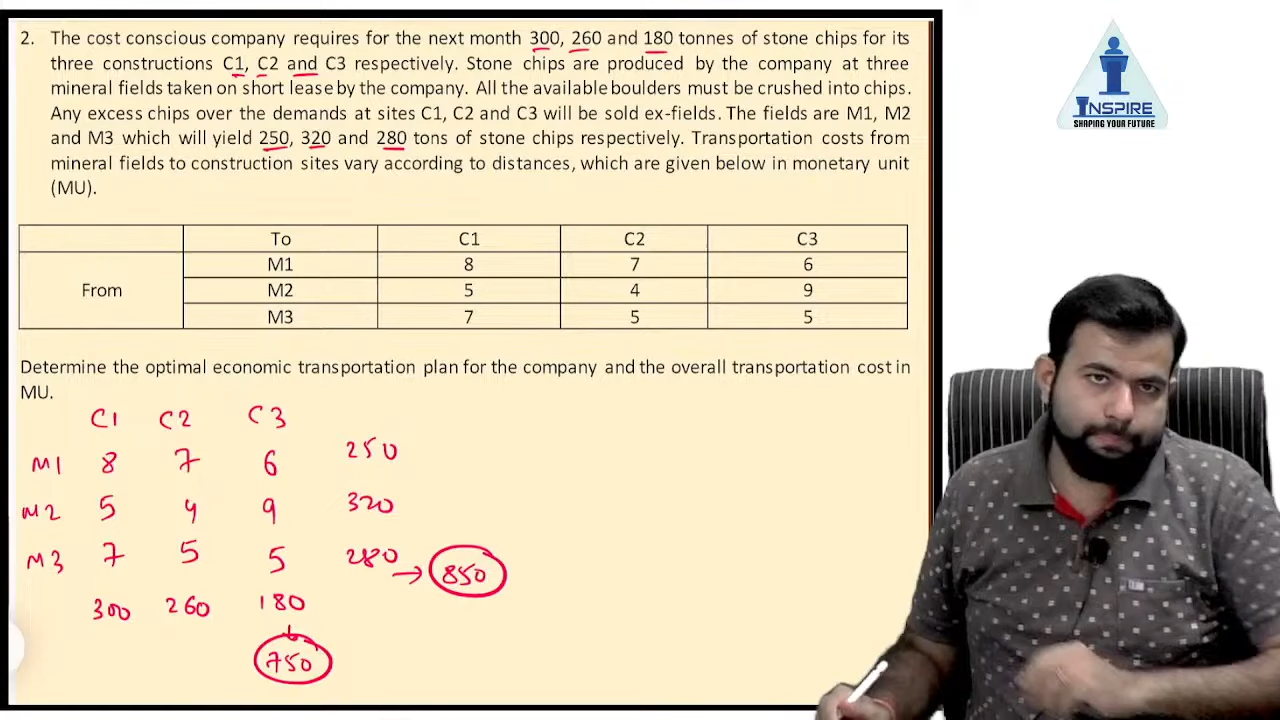 2. The cost conscious company requires for the next month 300, 260 and 180 tonnes of stone chips for its
three constructions C1, C2 and C3 respectively. Stone chips are produced by the company at three
mineral fields taken on short lease by the company. All the available boulders must be crushed into chips.
Any excess chips over the demands at sites C1, C2 and C3 will be sold ex-fields. The fields are M1, M2
and M3 which will yield 250, 320 and 280 tons of stone chips respectively. Transportation costs from
mineral fields to construction sites vary according to distances, which are given below in monetary unit
(MU).
To C1 C2 C3
From
M1 8 7 6
M2 5 4 9
M3 7 5 5
Determine the optimal economic transportation plan for the company and the overall transportation cost in
MU.
C1 C2 C3
M1 8 7 6 250
M2 5 4 9 320
M3 7 5 5 280 → 850
300 260 180
750
INSPIRE
SHAPING YOUR FUTURE